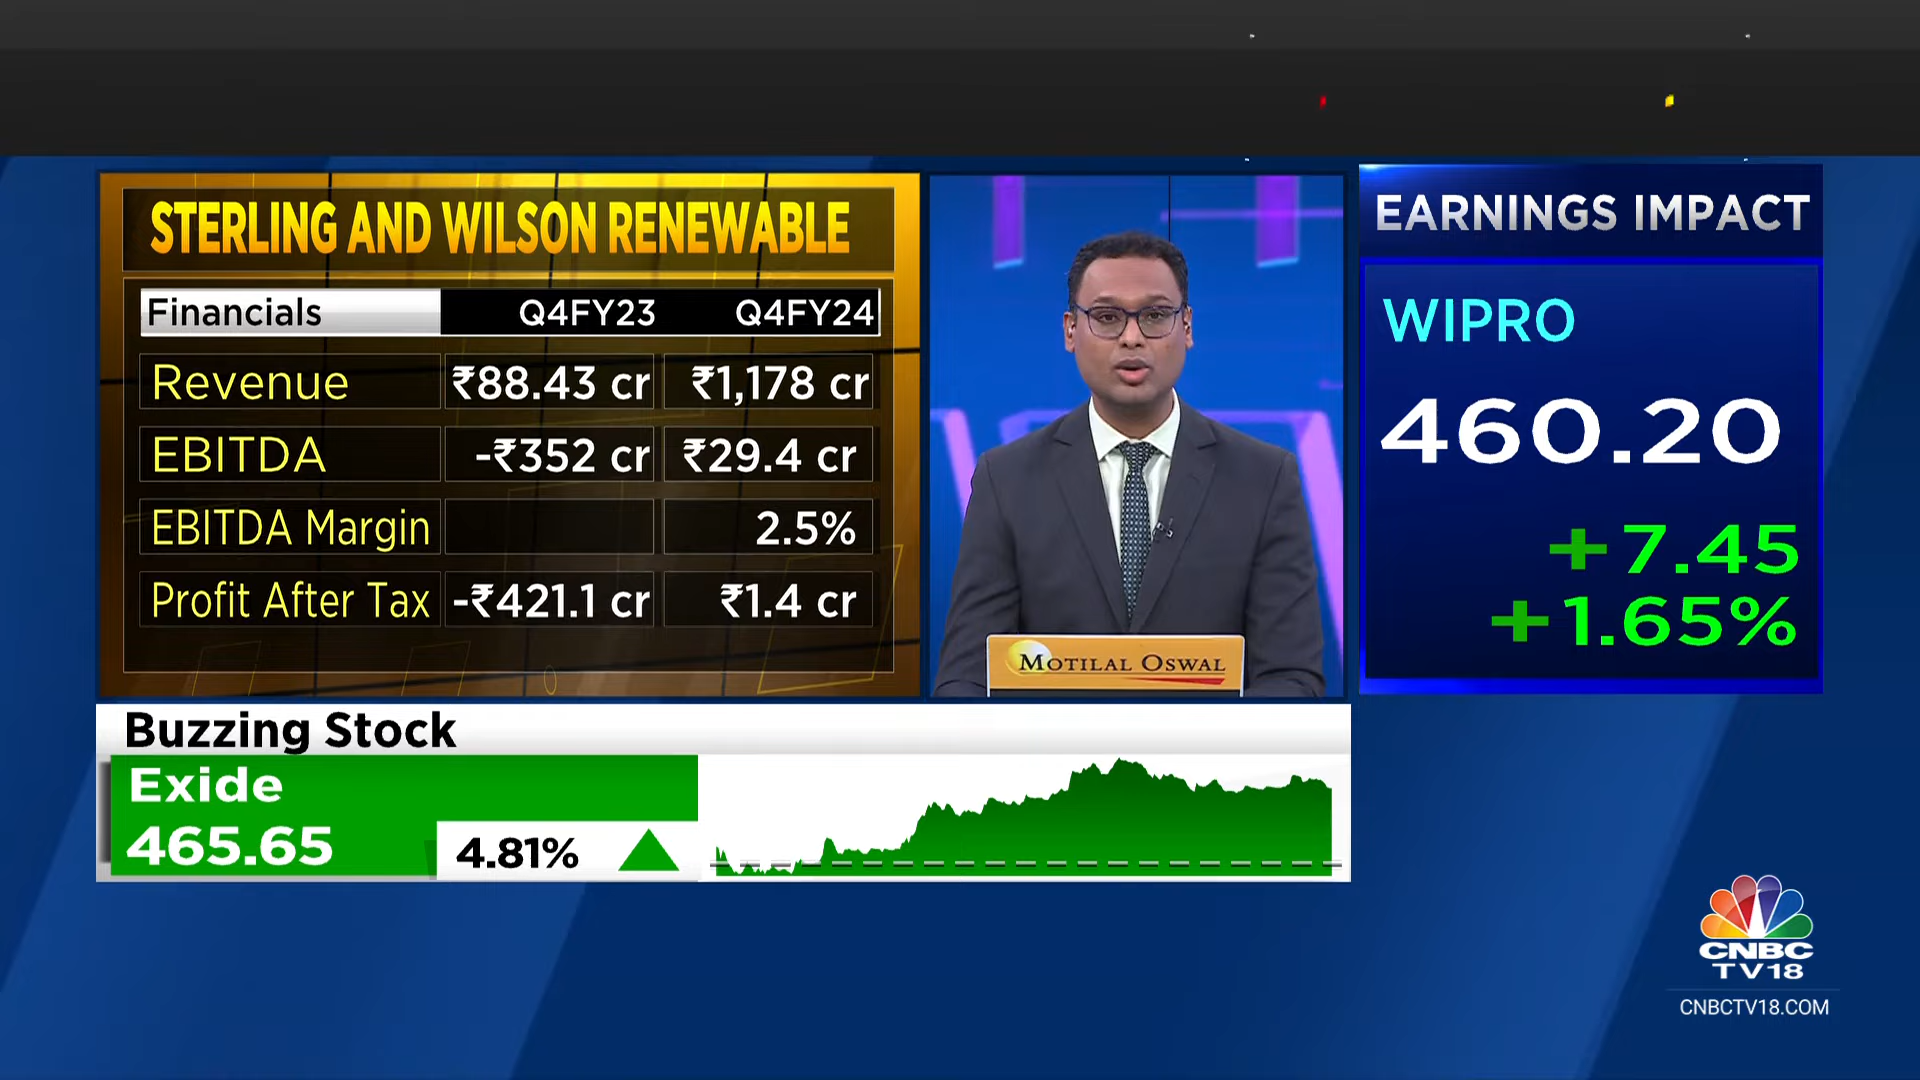 STERLING AND WILSON RENEWABLE
Financials Q4FY23 Q4FY24
Revenue ₹88.43 cr ₹1,178 cr
EBITDA -₹352 cr ₹29.4 cr
EBITDA Margin 2.5%
Profit After Tax -₹421.1 cr ₹1.4 cr
MOTILAL OSWAL
EARNINGS IMPACT
WIPRO
460.20
+7.45
+1.65%
Buzzing Stock
Exide
465.65
4.81%
CNBC
TV18
CNBCTV18.COM